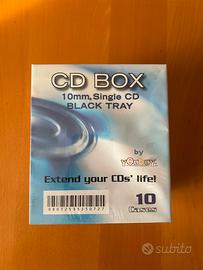 CD BOX
10mm, Single CD
BLACK TRAY
by
Extend your CDs' life!
10
Cases
subito